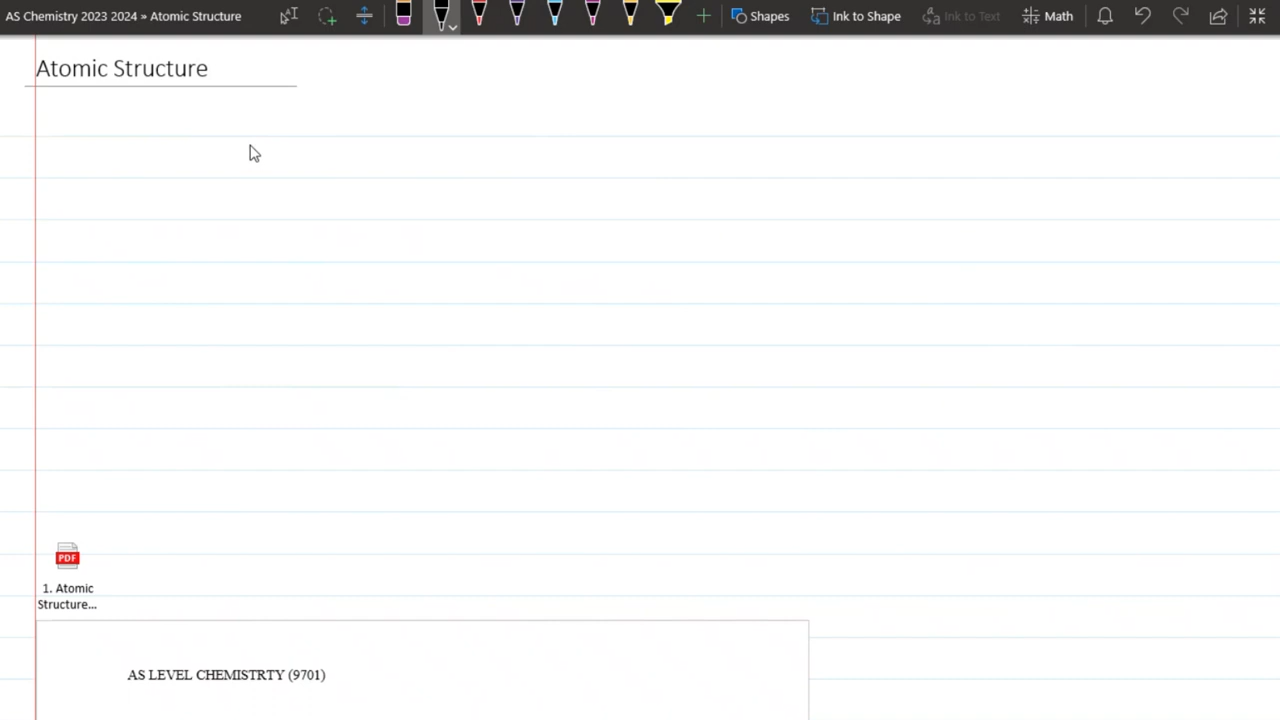 AS Chemistry 2023 2024 » Atomic Structure
Shapes
Ink to Shape
Ink to Text
Math
Atomic Structure
PDF
1. Atomic
Structure...
AS LEVEL CHEMISTRTY (9701)